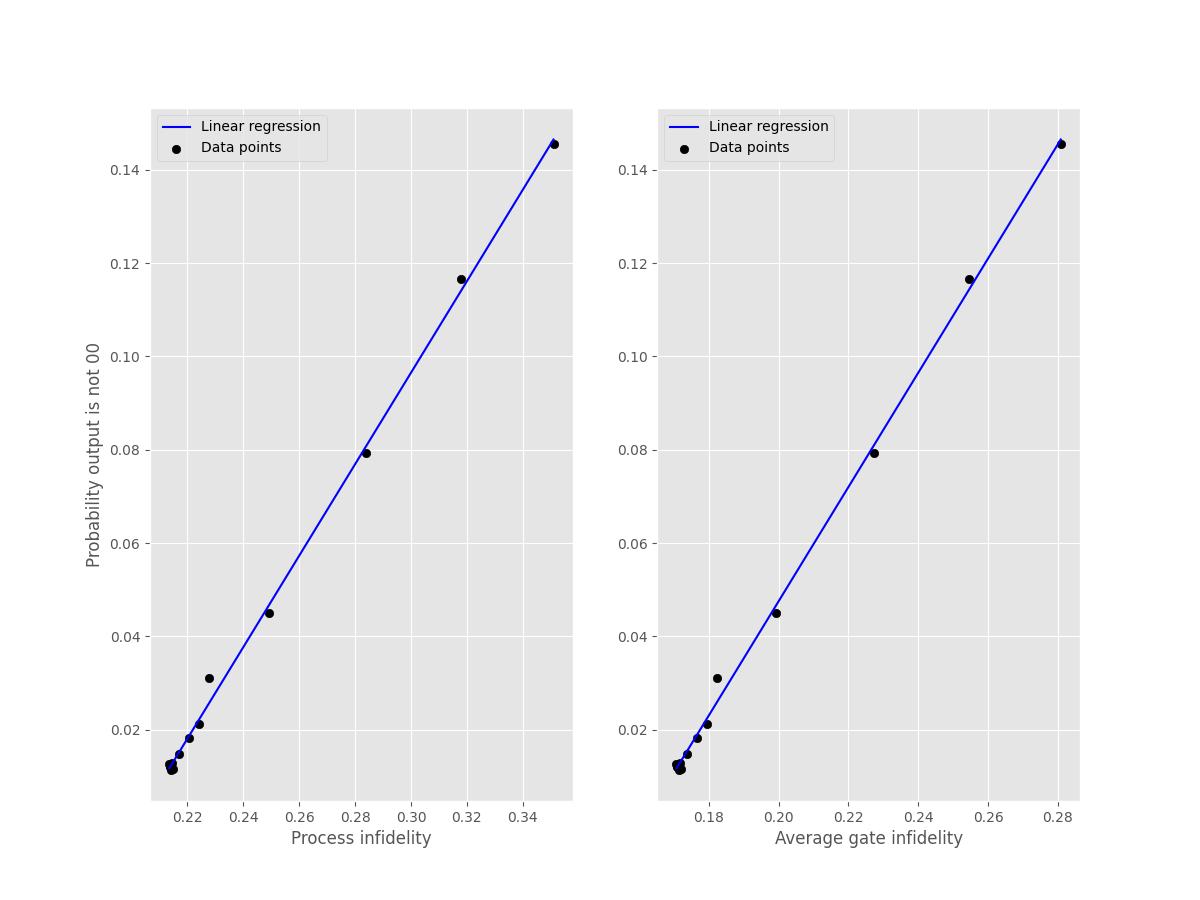 Linear regression
Data points
0.14
0.12
0.10
0.08
0.06
0.04
0.02
Probability output is not 00
0.22 0.24 0.26 0.28 0.30 0.32 0.34
Process infidelity
Linear regression
Data points
0.14
0.12
0.10
0.08
0.06
0.04
0.02
0.18 0.20 0.22 0.24 0.26 0.28
Average gate infidelity